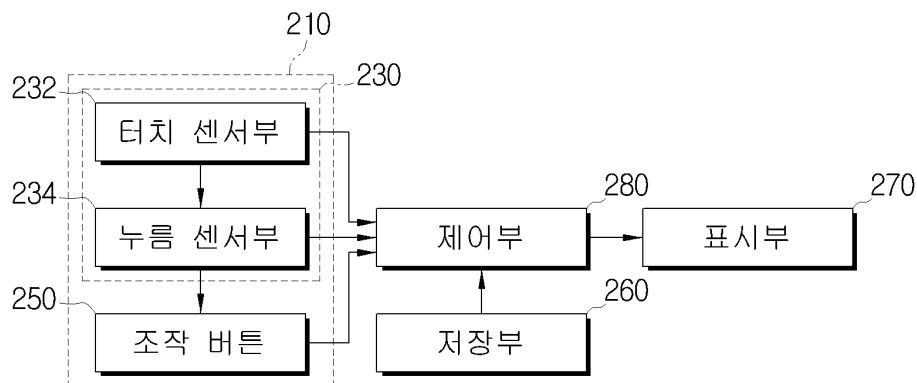 210
232
230
터치 센서부
234
280
270
누름 센서부
제어부
표시부
250
260
조작 버튼
저장부